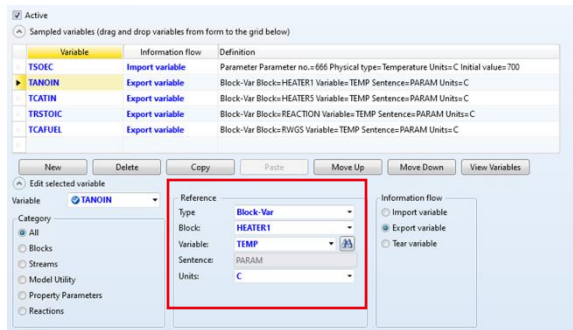 Active
Sampled variables (drag and drop variables from form to the grid below)
Variable Information flow Definition
TSOEC Import variable Parameter Parameter no.=666 Physical type=Temperature Units=C Initial value=700
TANOIN Export variable Block-Var Block=HEATER1 Variable=TEMP Sentence=PARAM Units=C
TCATIN Export variable Block-Var Block=HEATER5 Variable=TEMP Sentence=PARAM Units=C
TRSTOIC Export variable Block-Var Block=REACTION Variable=TEMP Sentence=PARAM Units=C
TCAFUEL Export variable Block-Var Block=RWGS Variable=TEMP Sentence=PARAM Units=C
New Delete Copy Paste Move Up Move Down View Variables
Edit selected variable
Variable TANOIN
Category
All
Blocks
Streams
Model Utility
Property Parameters
Reactions
Reference
Type Block-Var
Block: HEATER1
Variable: TEMP
Sentence: PARAM
Units: C
Information flow
Import variable
Export variable
Tear variable